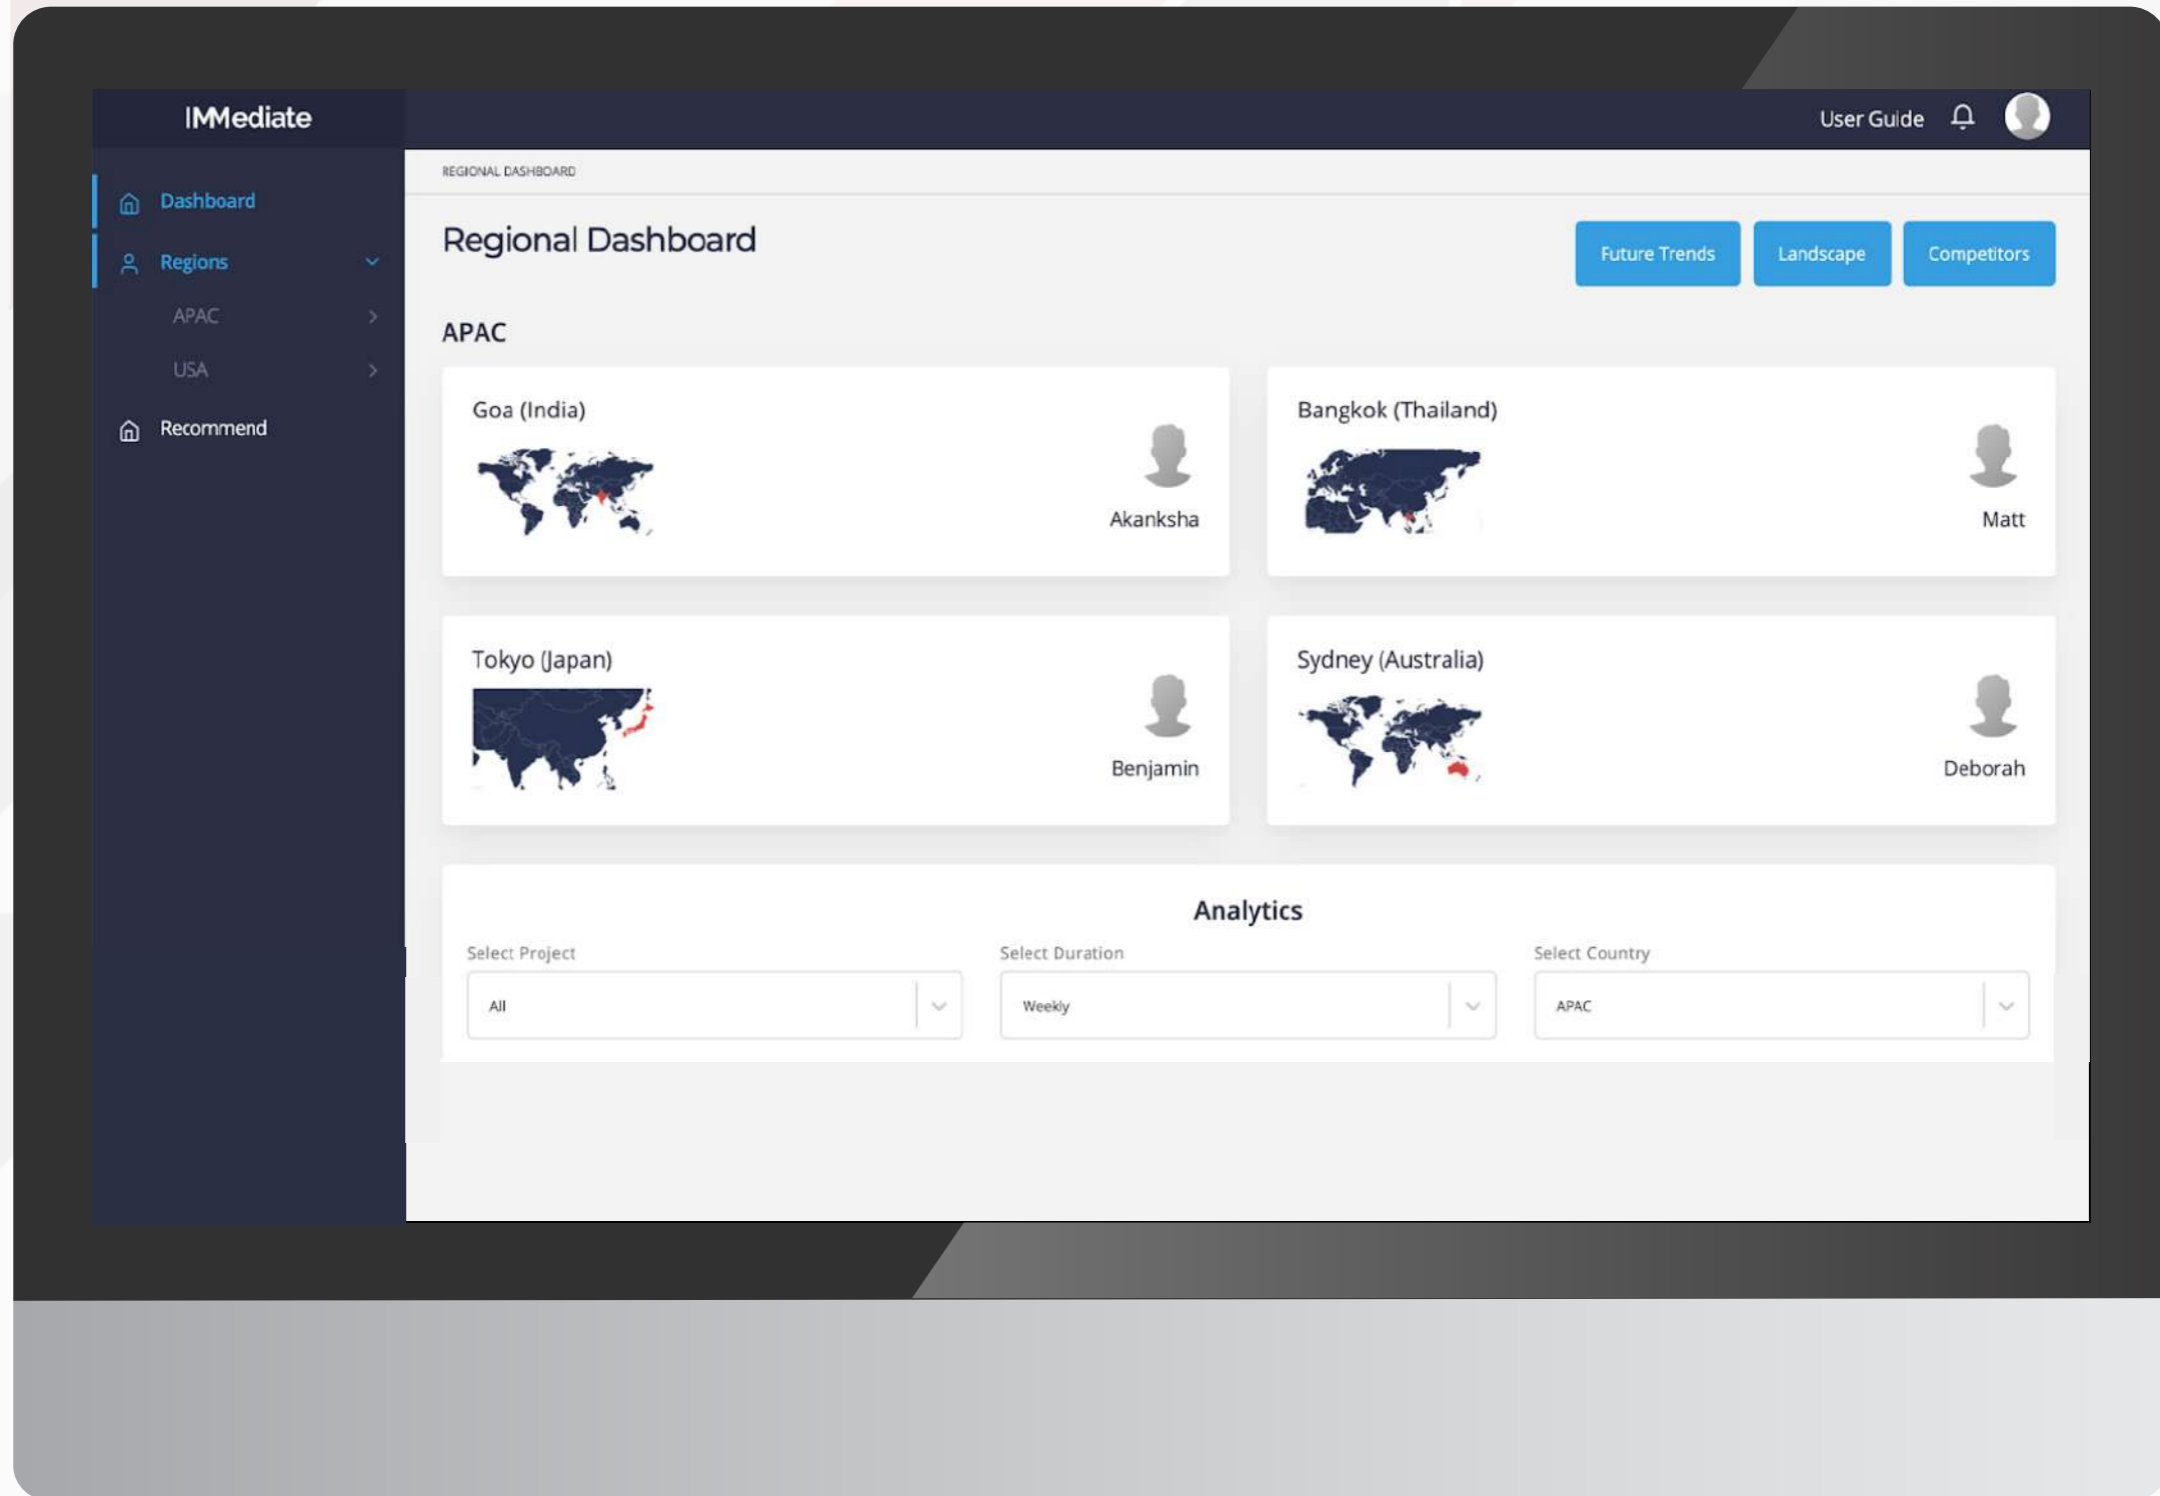 IMMediate
User Guide
Dashboard
Regions
APAC
USA
Recommend
REGIONAL DASHBOARD
Regional Dashboard
Future Trends
Landscape
Competitors
APAC
Goa (India)
Akanksha
Bangkok (Thailand)
Matt
Tokyo (Japan)
Benjamin
Sydney (Australia)
Deborah
Analytics
Select Project
Select Duration
Select Country
All
Weekly
APAC